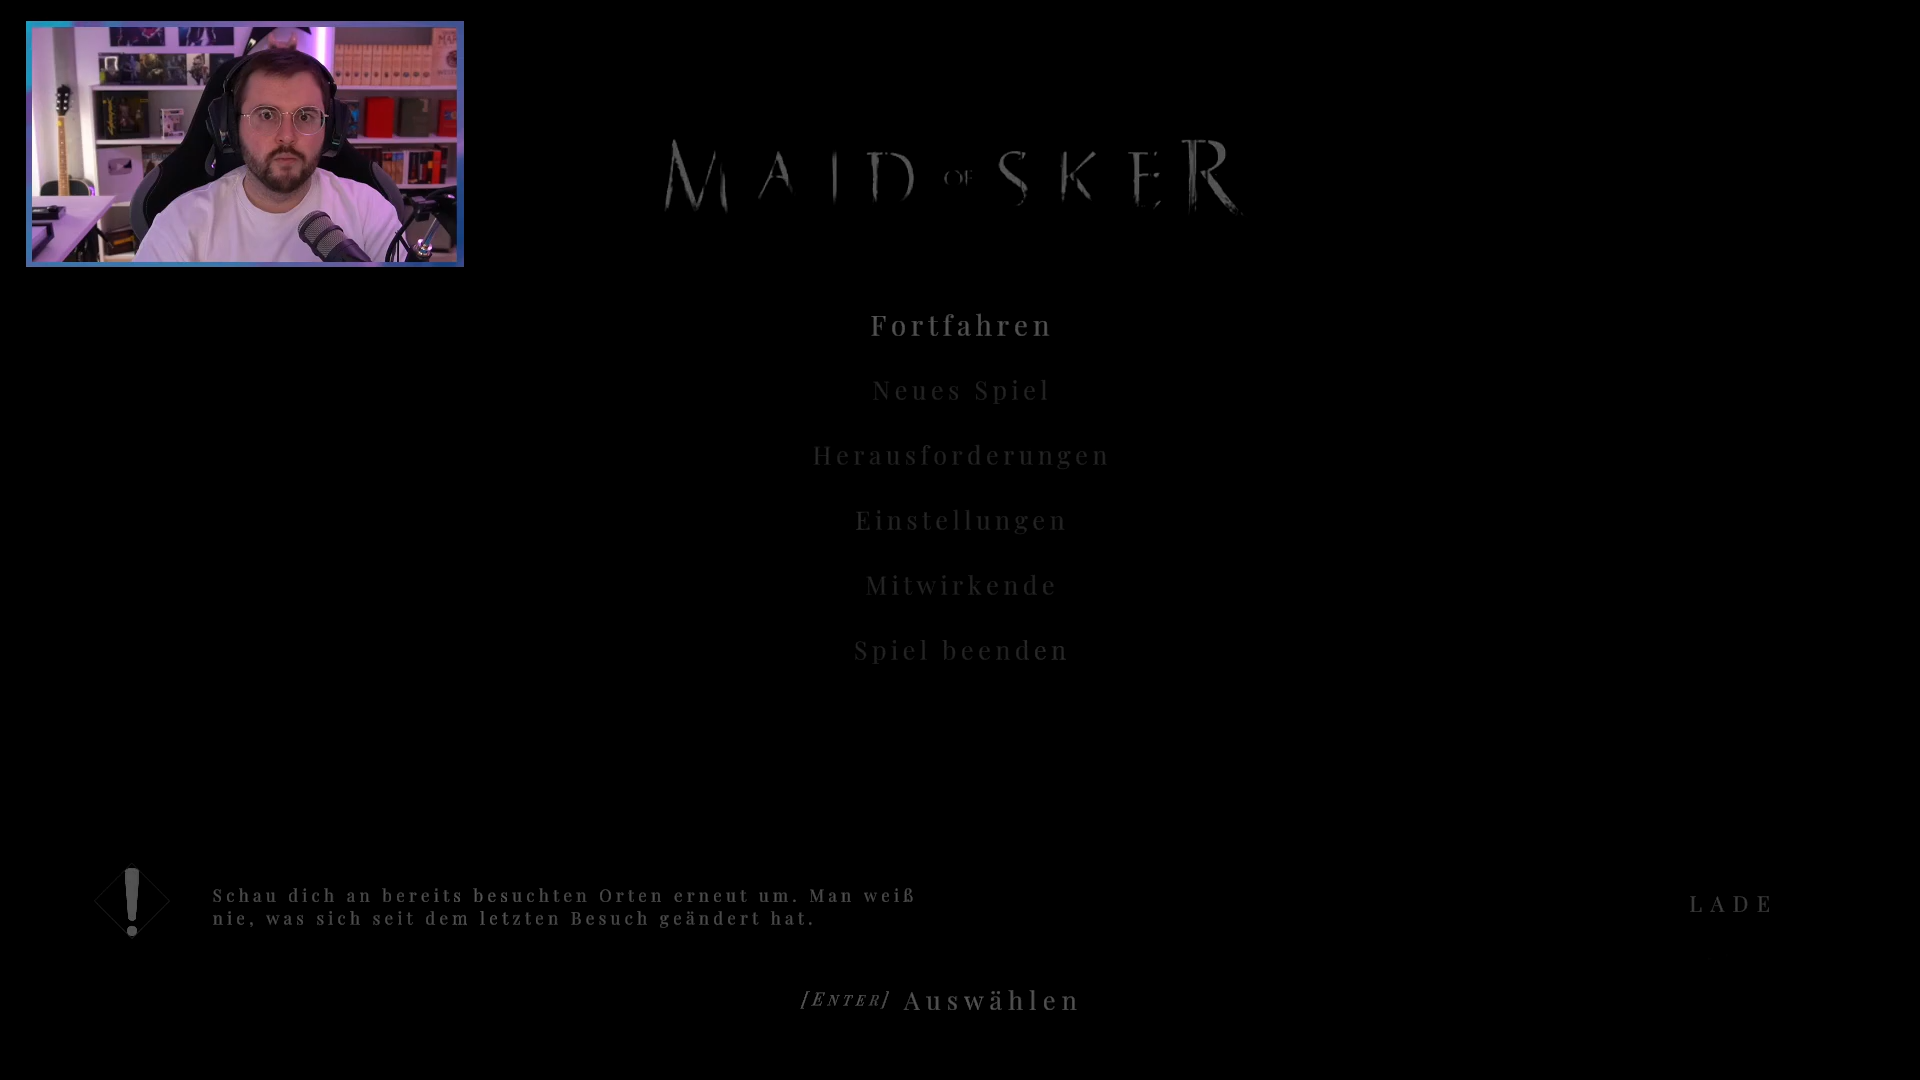 MAID OF SKER
Fortfahren
Neues Spiel
Herausforderungen
Einstellungen
Mitwirkende
Spiel beenden
Schau dich an bereits besuchten Orten erneut um. Man weiß
nie, was sich seit dem letzten Besuch geändert hat.
LADE
[ENTER] Auswählen